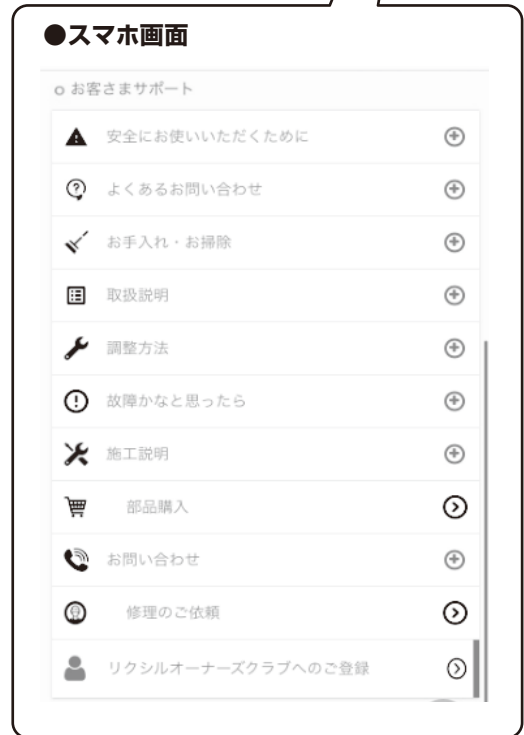 ●スマホ画面
お客さまサポート
安全にお使いいただくために
よくあるお問い合わせ
お手入れ・お掃除
取扱説明
調整方法
故障かなと思ったら
施工説明
部品購入
お問い合わせ
修理のご依頼
リクシルオーナーズクラブへのご登録